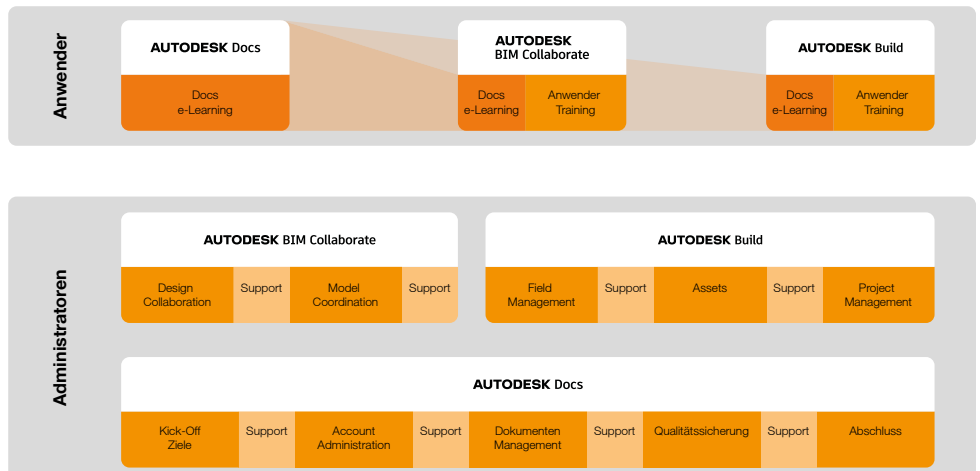 Anwender
AUTODESK Docs
Docs
e-Learning
AUTODESK
BIM Collaborate
Docs
e-Learning
Anwender
Training
AUTODESK Build
Docs
e-Learning
Anwender
Training
Administratoren
AUTODESK BIM Collaborate
Design
Collaboration
Support
Model
Coordination
Support
AUTODESK Build
Field
Management
Support
Assets
Support
Project
Management
AUTODESK Docs
Kick-Off
Ziele
Support
Account
Administration
Support
Dokumenten
Management
Support
Qualitätssicherung
Support
Abschluss